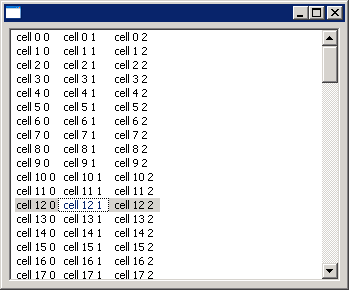 cell 0 0 cell 0 1 cell 0 2
cell 1 0 cell 1 1 cell 1 2
cell 2 0 cell 2 1 cell 2 2
cell 3 0 cell 3 1 cell 3 2
cell 4 0 cell 4 1 cell 4 2
cell 5 0 cell 5 1 cell 5 2
cell 6 0 cell 6 1 cell 6 2
cell 7 0 cell 7 1 cell 7 2
cell 8 0 cell 8 1 cell 8 2
cell 9 0 cell 9 1 cell 9 2
cell 10 0 cell 10 1 cell 10 2
cell 11 0 cell 11 1 cell 11 2
cell 12 0 cell 12 1 cell 12 2
cell 13 0 cell 13 1 cell 13 2
cell 14 0 cell 14 1 cell 14 2
cell 15 0 cell 15 1 cell 15 2
cell 16 0 cell 16 1 cell 16 2
cell 17 0 cell 17 1 cell 17 2